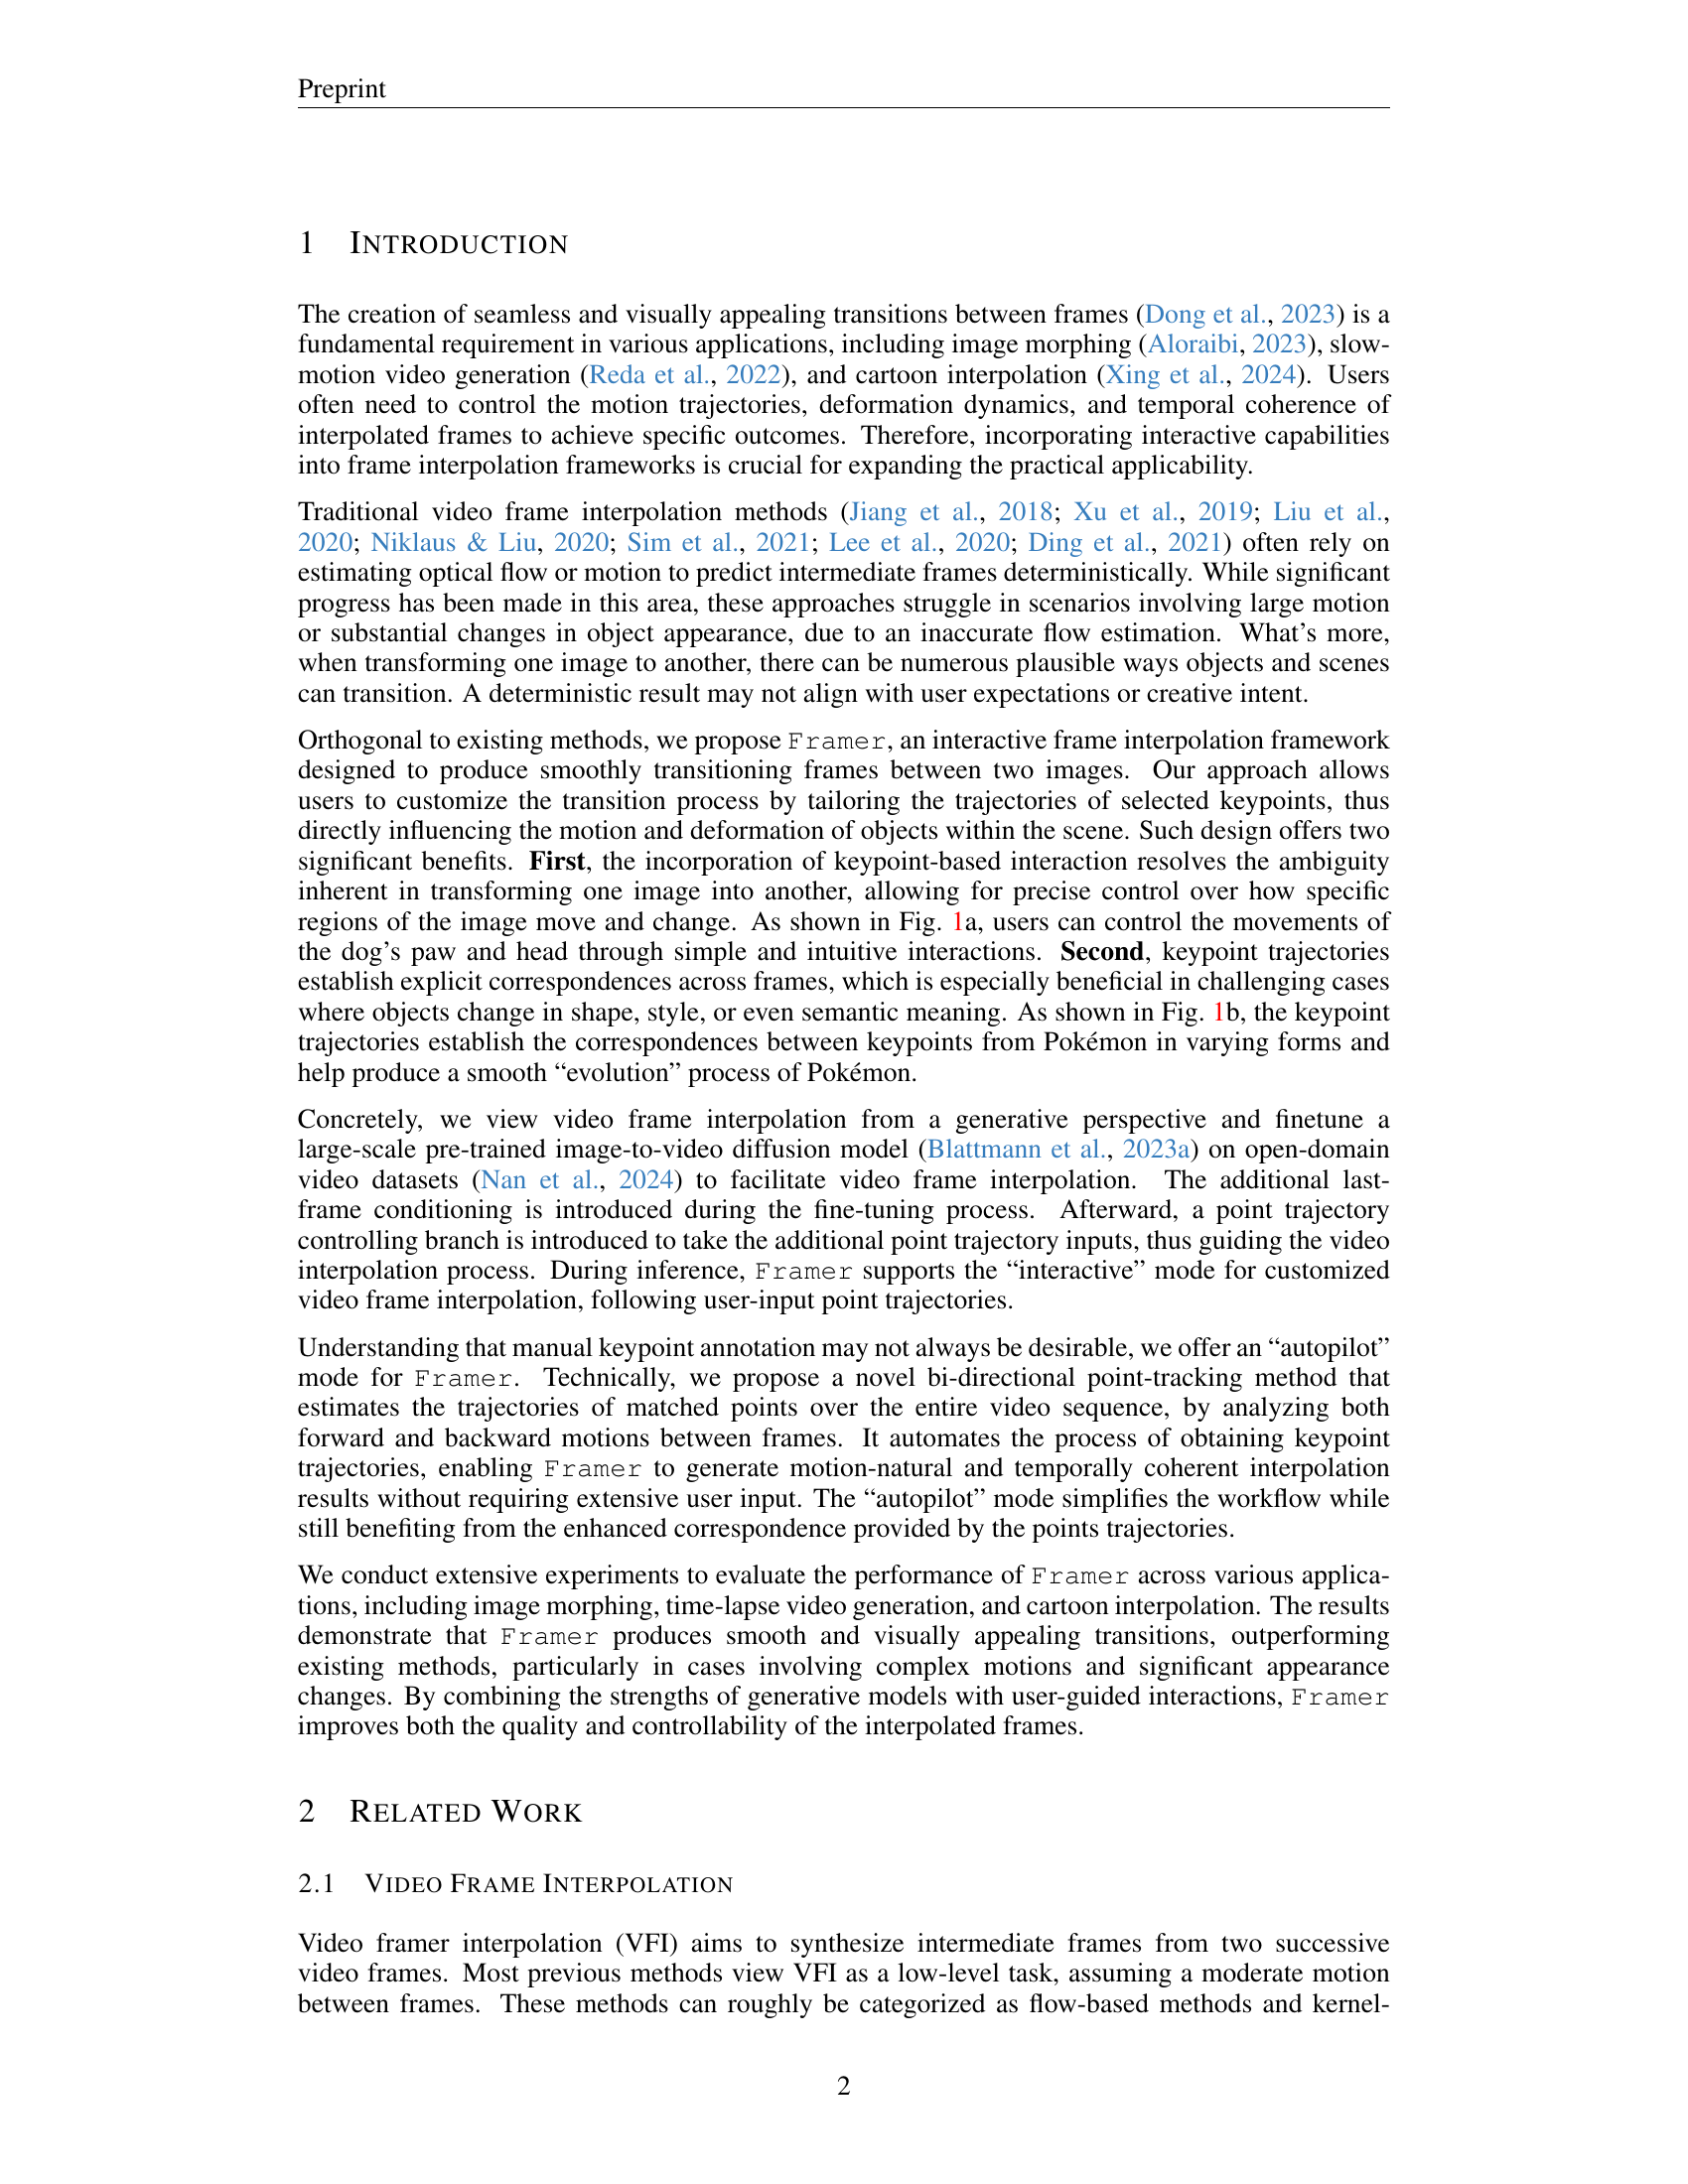 Preprint
1 INTRODUCTION
The creation of seamless and visually appealing transitions between frames (Dong et al., 2023) is a
fundamental requirement in various applications, including image morphing (Aloraibi, 2023), slow-
motion video generation (Reda et al., 2022), and cartoon interpolation (Xing et al., 2024). Users
often need to control the motion trajectories, deformation dynamics, and temporal coherence of
interpolated frames to achieve specific outcomes. Therefore, incorporating interactive capabilities
into frame interpolation frameworks is crucial for expanding the practical applicability.
Traditional video frame interpolation methods (Jiang et al., 2018; Xu et al., 2019; Liu et al.,
2020; Niklaus & Liu, 2020; Sim et al., 2021; Lee et al., 2020; Ding et al., 2021) often rely on
estimating optical flow or motion to predict intermediate frames deterministically. While significant
progress has been made in this area, these approaches struggle in scenarios involving large motion
or substantial changes in object appearance, due to an inaccurate flow estimation. What's more,
when transforming one image to another, there can be numerous plausible ways objects and scenes
can transition. A deterministic result may not align with user expectations or creative intent.
Orthogonal to existing methods, we propose Framer, an interactive frame interpolation framework
designed to produce smoothly transitioning frames between two images. Our approach allows
users to customize the transition process by tailoring the trajectories of selected keypoints, thus
directly influencing the motion and deformation of objects within the scene. Such design offers two
significant benefits. First, the incorporation of keypoint-based interaction resolves the ambiguity
inherent in transforming one image into another, allowing for precise control over how specific
regions of the image move and change. As shown in Fig. 1a, users can control the movements of
the dog's paw and head through simple and intuitive interactions. Second, keypoint trajectories
establish explicit correspondences across frames, which is especially beneficial in challenging cases
where objects change in shape, style, or even semantic meaning. As shown in Fig. 1b, the keypoint
trajectories establish the correspondences between keypoints from Pokémon in varying forms and
help produce a smooth “evolution” process of Pokémon.
Concretely, we view video frame interpolation from a generative perspective and finetune a
large-scale pre-trained image-to-video diffusion model (Blattmann et al., 2023a) on open-domain
video datasets (Nan et al., 2024) to facilitate video frame interpolation. The additional last-
frame conditioning is introduced during the fine-tuning process. Afterward, a point trajectory
controlling branch is introduced to take the additional point trajectory inputs, thus guiding the video
interpolation process. During inference, Framer supports the “interactive” mode for customized
video frame interpolation, following user-input point trajectories.
Understanding that manual keypoint annotation may not always be desirable, we offer an “autopilot”
mode for Framer. Technically, we propose a novel bi-directional point-tracking method that
estimates the trajectories of matched points over the entire video sequence, by analyzing both
forward and backward motions between frames. It automates the process of obtaining keypoint
trajectories, enabling Framer to generate motion-natural and temporally coherent interpolation
results without requiring extensive user input. The “autopilot” mode simplifies the workflow while
still benefiting from the enhanced correspondence provided by the points trajectories.
We conduct extensive experiments to evaluate the performance of Framer across various applica-
tions, including image morphing, time-lapse video generation, and cartoon interpolation. The results
demonstrate that Framer produces smooth and visually appealing transitions, outperforming
existing methods, particularly in cases involving complex motions and significant appearance
changes. By combining the strengths of generative models with user-guided interactions, Framer
improves both the quality and controllability of the interpolated frames.
2 RELATED WORK
2.1 VIDEO FRAME INTERPOLATION
Video framer interpolation (VFI) aims to synthesize intermediate frames from two successive
video frames. Most previous methods view VFI as a low-level task, assuming a moderate motion
between frames. These methods can roughly be categorized as flow-based methods and kernel-
2